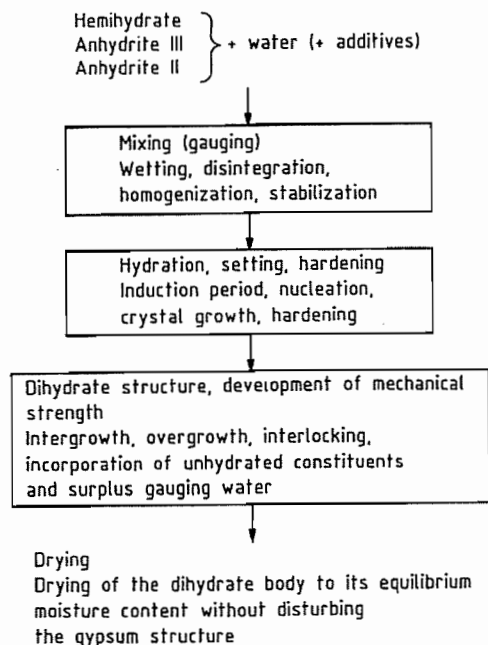 Hemihydrate
Anhydrite III
Anhydrite II
+ water (+ additives)
Mixing (gauging)
Wetting, disintegration,
homogenization, stabilization
Hydration, setting, hardening
Induction period, nucleation,
crystal growth, hardening
Dihydrate structure, development of mechanical
strength
Intergrowth, overgrowth, interlocking,
incorporation of unhydrated constituents
and surplus gauging water
Drying
Drying of the dihydrate body to its equilibrium
moisture content without disturbing
the gypsum structure